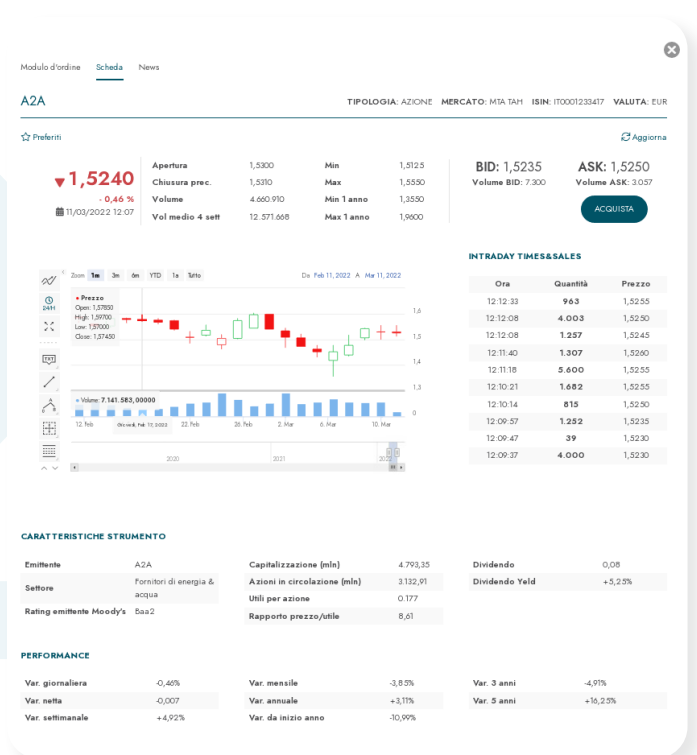 Modulo d'ordine Scheda News
A2A TIPOLOGIA: AZIONE MERCATO: MTA TAH ISIN: IT0001233417 VALUTA: EUR
Preferiti Aggiorna
1,5240
- 0,46 %
11/03/2022 12:07
Apertura 1,5300 Min 1,5125
Chiusura prec. 1,5310 Max 1,5550
Volume 4.660.910 Min 1 anno 1,3550
Vol medio 4 sett 12.571.668 Max 1 anno 1,9600
BID: 1,5235 ASK: 1,5250
Volume BID: 7.300 Volume ASK: 3.057
ACQUISTA
Zoom 1m 3m 6m YTD 1a Tutto Da Feb 11, 2022 A Mar 11, 2022
24H
TXT
Prezzo
Open: 1,57850
High: 1,59700
Low: 1,57000
Close: 1,57450
1,6
1,5
1,4
1,3
Volume: 7.141.583,00000
0
12. Feb Giovedì, Feb 17, 2022 22. Feb 26. Feb 2. Mar 6. Mar 10. Mar
2020 2021 2022
INTRADAY TIMES&SALES
Ora Quantità Prezzo
12:12:33 963 1,5255
12:12:08 4.003 1,5250
12:12:08 1.257 1,5245
12:11:40 1.307 1,5260
12:11:18 5.600 1,5255
12:10:21 1.682 1,5255
12:10:14 815 1,5250
12:09:57 1.252 1,5235
12:09:47 39 1,5230
12:09:37 4.000 1,5230
CARATTERISTICHE STRUMENTO
Emittente A2A
Settore Fornitori di energia &
acqua
Rating emittente Moody's Baa2
Capitalizzazione (mln) 4.793,35
Azioni in circolazione (mln) 3.132,91
Utili per azione 0.177
Rapporto prezzo/utile 8,61
Dividendo 0,08
Dividendo Yeld +5,25%
PERFORMANCE
Var. giornaliera -0,46%
Var. netta -0,007
Var. settimanale +4,92%
Var. mensile -3,85%
Var. annuale +3,11%
Var. da inizio anno -10,99%
Var. 3 anni -4,91%
Var. 5 anni +16,25%